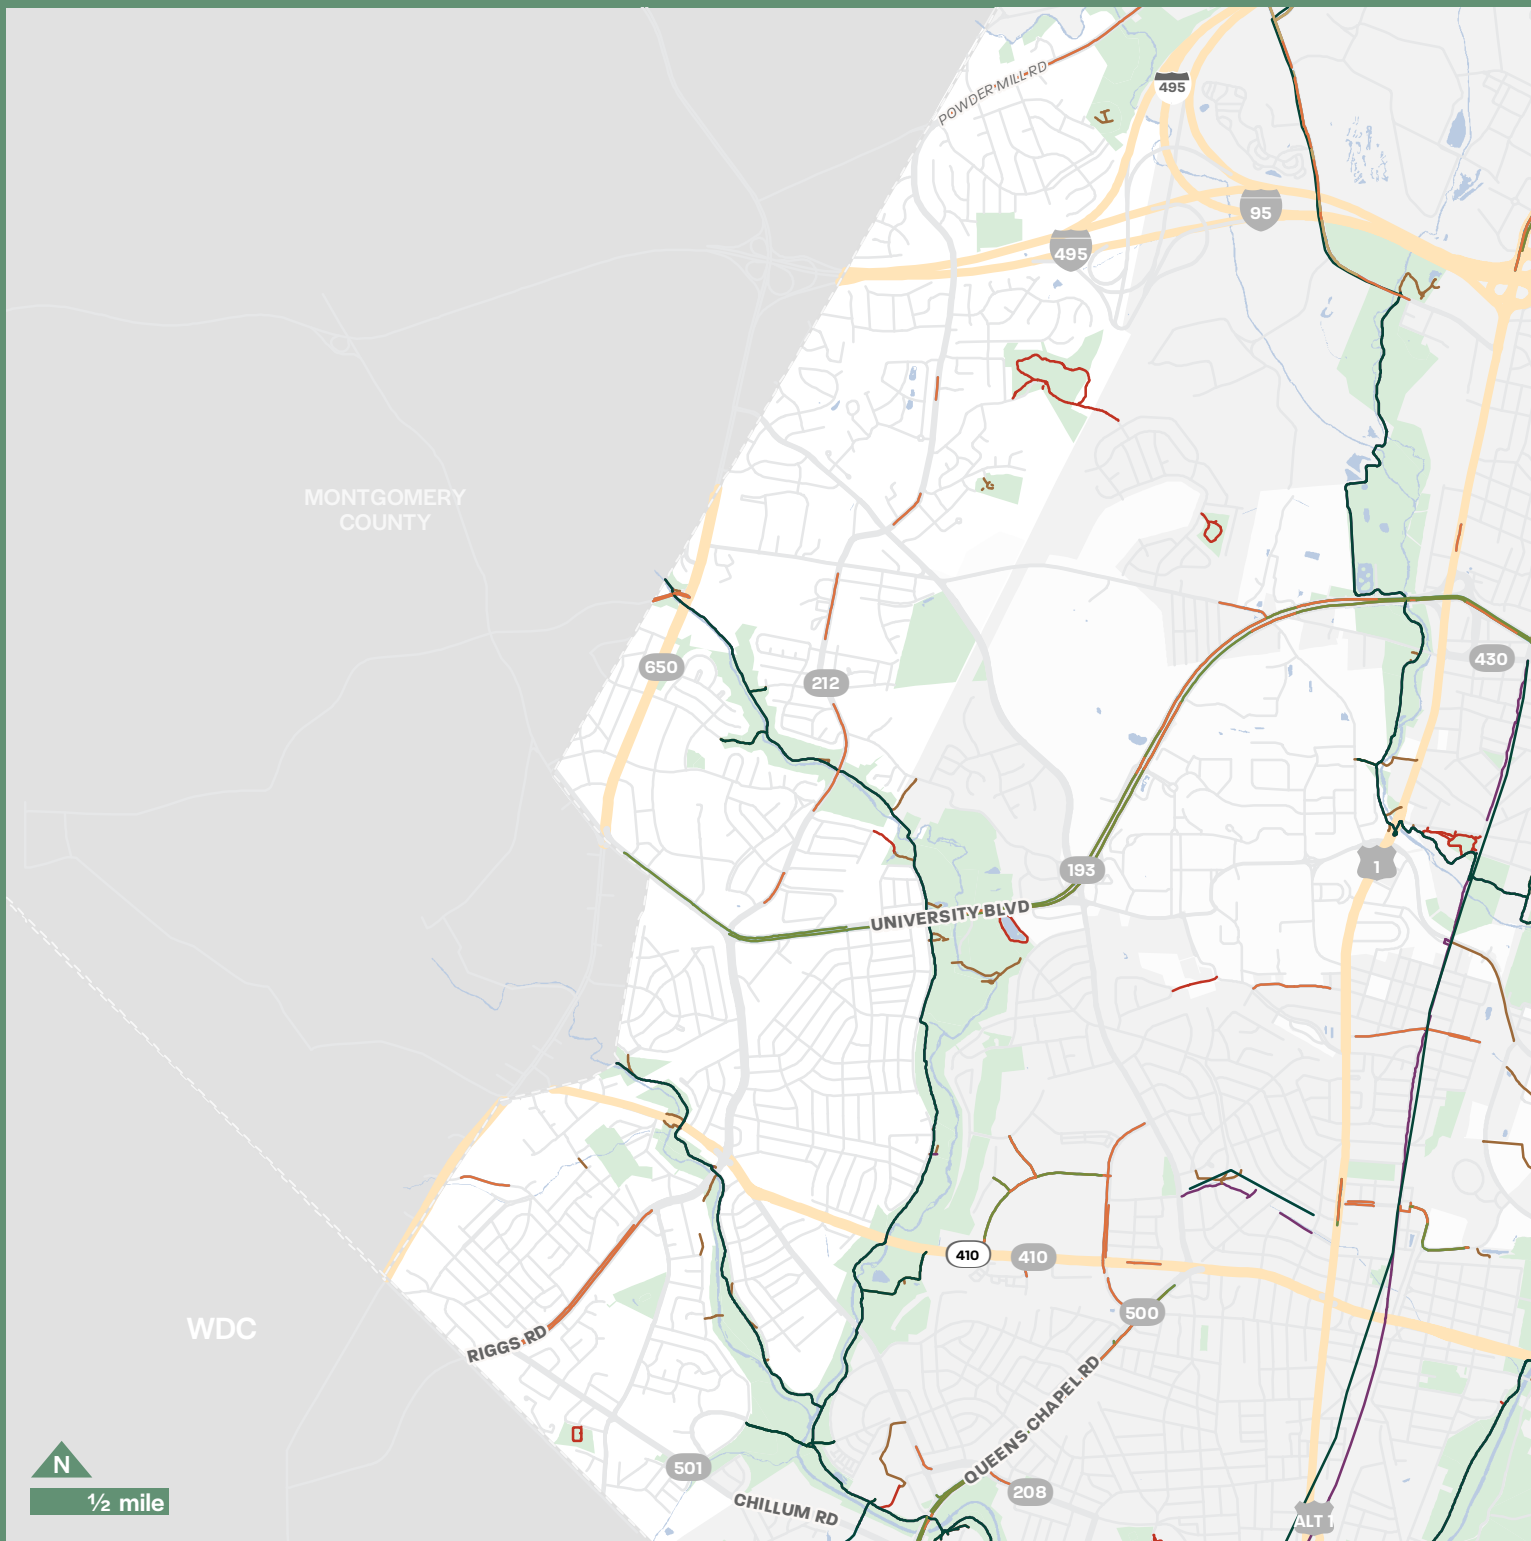 POWDER MILL RD
495
95
495
MONTGOMERY
COUNTY
650
212
430
193
1
UNIVERSITY BLVD
410
410
500
WDC
RIGGS RD
QUEENS CHAPEL RD
N
501
208
½ mile
CHILLUM RD
ALT 1